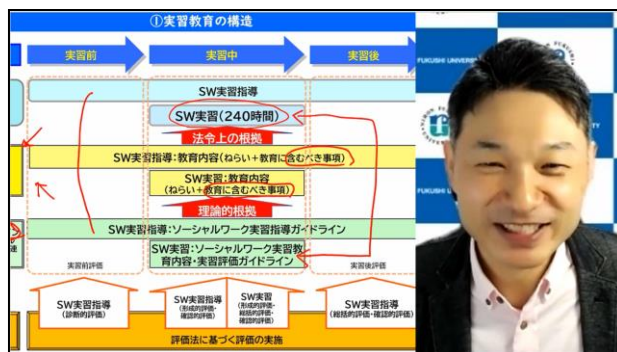 ①実習教育の構造
実習前
実習中
実習後
SW実習指導
SW実習(240時間)
法令上の根拠
SW実習指導:教育内容(ねらい+教育に含むべき事項)
SW実習:教育内容
(ねらい+教育に含むべき事項)
理論的根拠
SW実習指導:ソーシャルワーク実習指導ガイドライン
SW実習:ソーシャルワーク実習教
育内容・実習評価ガイドライン
実習前評価
実習後評価
SW実習指導
(診断的評価)
SW実習指導
(形成的評価・
確認的評価)
SW実習
(形成的評価・
総括的評価・
確認的評価)
SW実習指導
(総括的評価・確認的評価)
評価法に基づく評価の実施
FUKUSHI UNIVERSITY